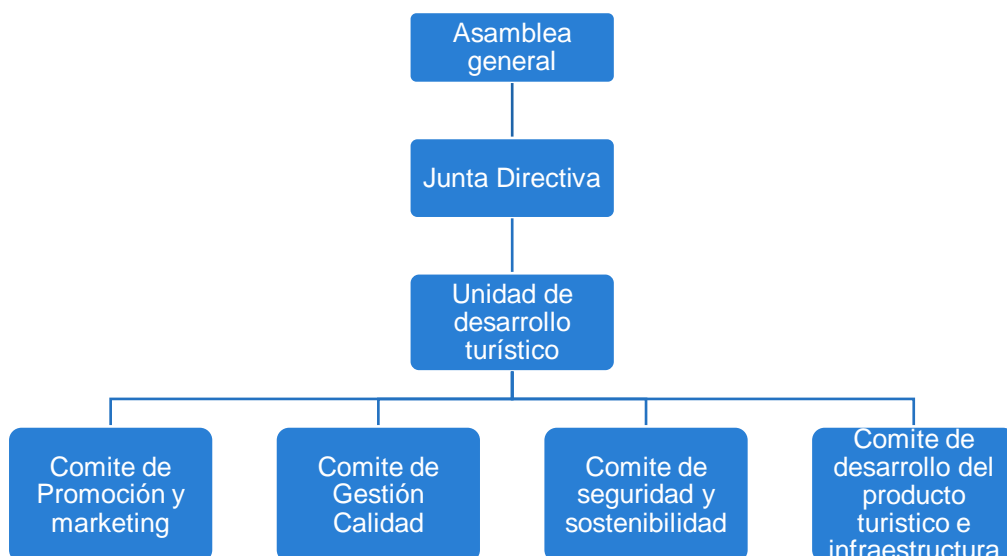 Asamblea
general
Junta Directiva
Unidad de
desarrollo
turístico
Comite de
Promoción y
marketing
Comite de
Gestión
Calidad
Comite de
seguridad y
sostenibilidad
Comite de
desarrollo del
producto
turistico e
infraestructura